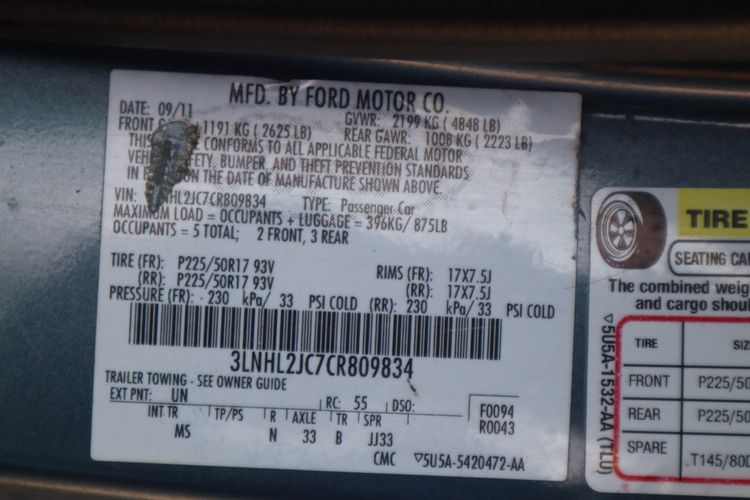 MFD. BY FORD MOTOR CO.
DATE: 09/11 GVWR: 2199 KG ( 4848 LB)
FRONT 1191 KG ( 2625 LB) REAR GAWR: 1008 KG ( 2223 LB)
THIS CONFORMS TO ALL APPLICABLE FEDERAL MOTOR
BUMPER, AND THEFT PREVENTION STANDARDS
IN ON THE DATE OF MANUFACTURE SHOWN ABOVE.
VIN: HL2JC7CR809834 TYPE: Passenger Car
MAXIMUM LOAD = OCCUPANTS + LUGGAGE = 396KG/ 875LB
OCCUPANTS = 5 TOTAL; 2 FRONT, 3 REAR
TIRE (FR): P225/50R17 93V RIMS (FR): 17X7.5J
(RR): P225/50R17 93V (RR): 17X7.5J
PRESSURE (FR): 230 kPa/ 33 PSI COLD (RR): 230 kPa/ 33 PSI COLD
3LNHL2JC7CR809834
TRAILER TOWING - SEE OWNER GUIDE
EXT PNT: UN RC: 55 DSO: F0094
INT TR TP/PS R AXLE TR SPR R0043
MS N 33 B JJ33
CMC ▽5U5A-5420472-AA
TIRE
SEATING CA
The combined weig
and cargo shou
TIRE SIZ
FRONT P225/50
REAR P225/50
SPARE T145/80D
▽5U5A-1532-AA (TLU)